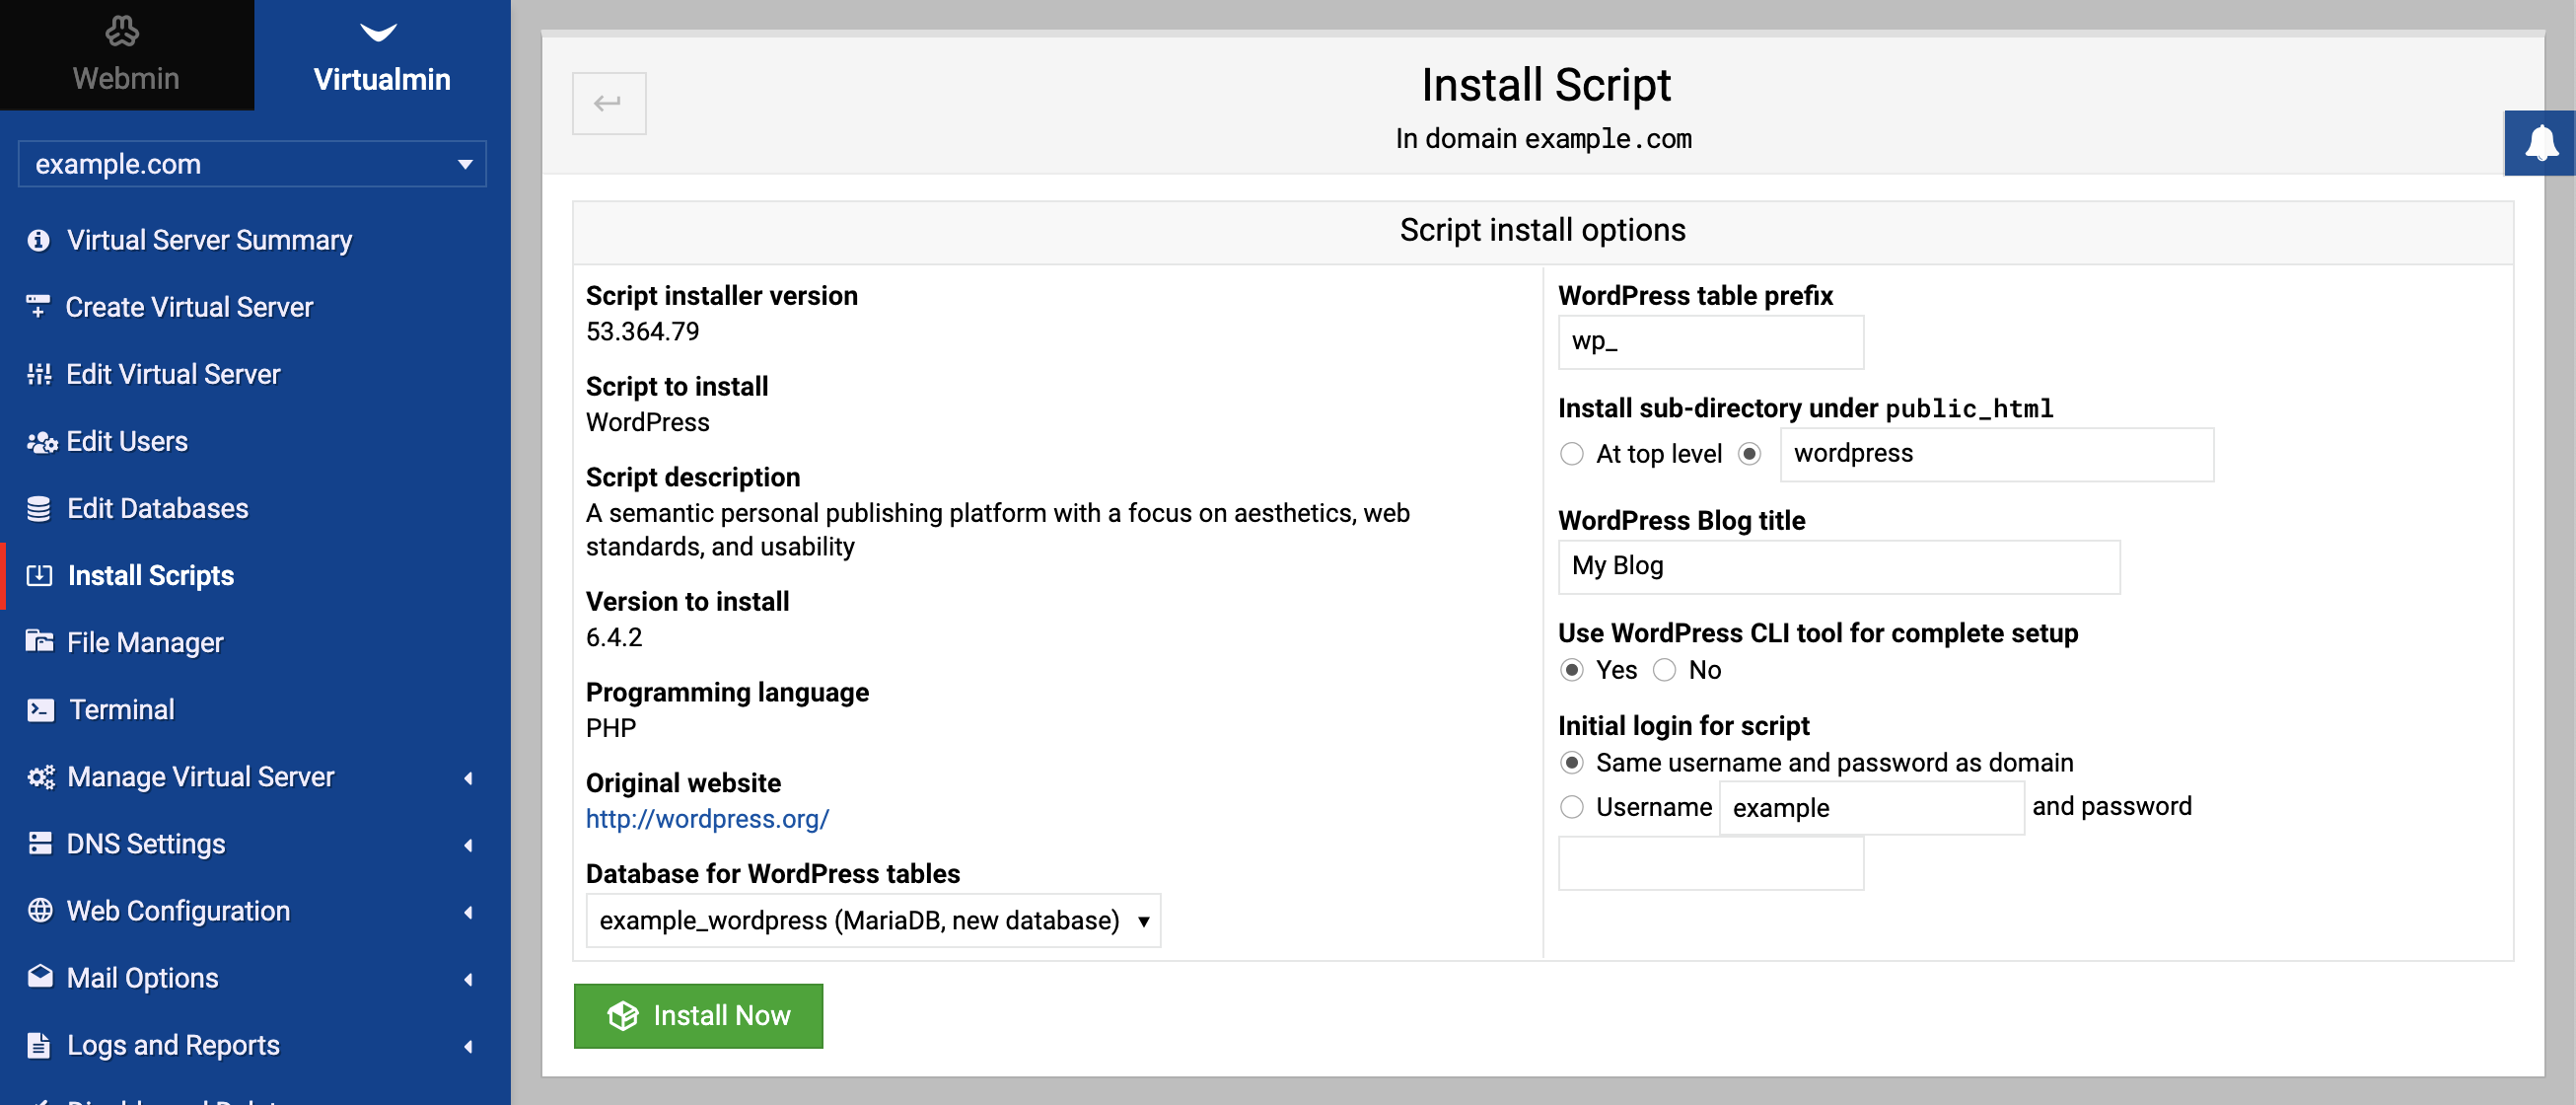 Webmin
Virtualmin
example.com
Virtual Server Summary
Create Virtual Server
Edit Virtual Server
Edit Users
Edit Databases
Install Scripts
File Manager
Terminal
Manage Virtual Server
DNS Settings
Web Configuration
Mail Options
Logs and Reports
Install Script
In domain example.com
Script install options
Script installer version
53.364.79
Script to install
WordPress
Script description
A semantic personal publishing platform with a focus on aesthetics, web
standards, and usability
Version to install
6.4.2
Programming language
PHP
Original website
http://wordpress.org/
Database for WordPress tables
example_wordpress (MariaDB, new database)
WordPress table prefix
wp_
Install sub-directory under public_html
At top level wordpress
WordPress Blog title
My Blog
Use WordPress CLI tool for complete setup
Yes No
Initial login for script
Same username and password as domain
Username example and password
Install Now